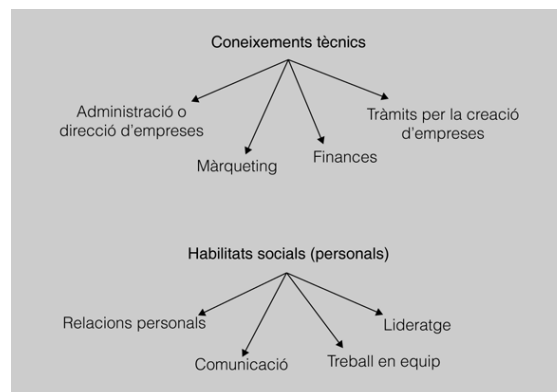 Coneixements tècnics
Administració o
direcció d'empreses
Màrqueting
Finances
Tràmits per la creació
d'empreses
Habilitats socials (personals)
Relacions personals
Comunicació
Treball en equip
Lideratge